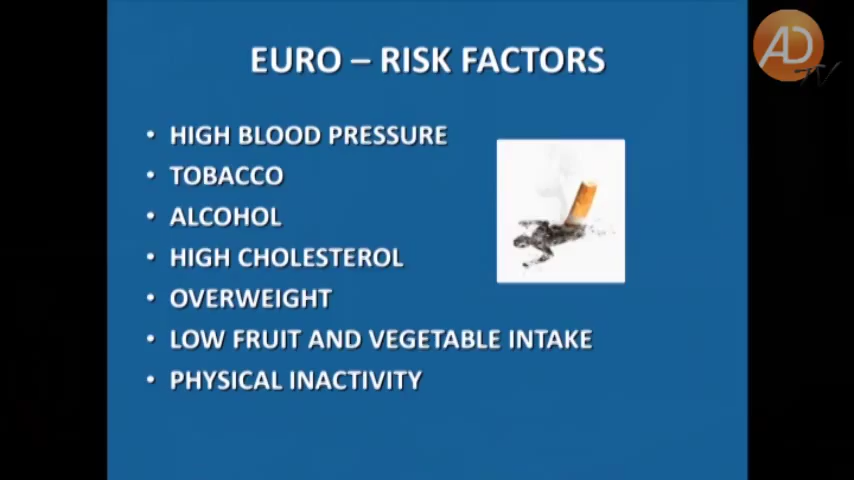 AD
TV
EURO – RISK FACTORS
• HIGH BLOOD PRESSURE
• TOBACCO
• ALCOHOL
• HIGH CHOLESTEROL
• OVERWEIGHT
• LOW FRUIT AND VEGETABLE INTAKE
• PHYSICAL INACTIVITY